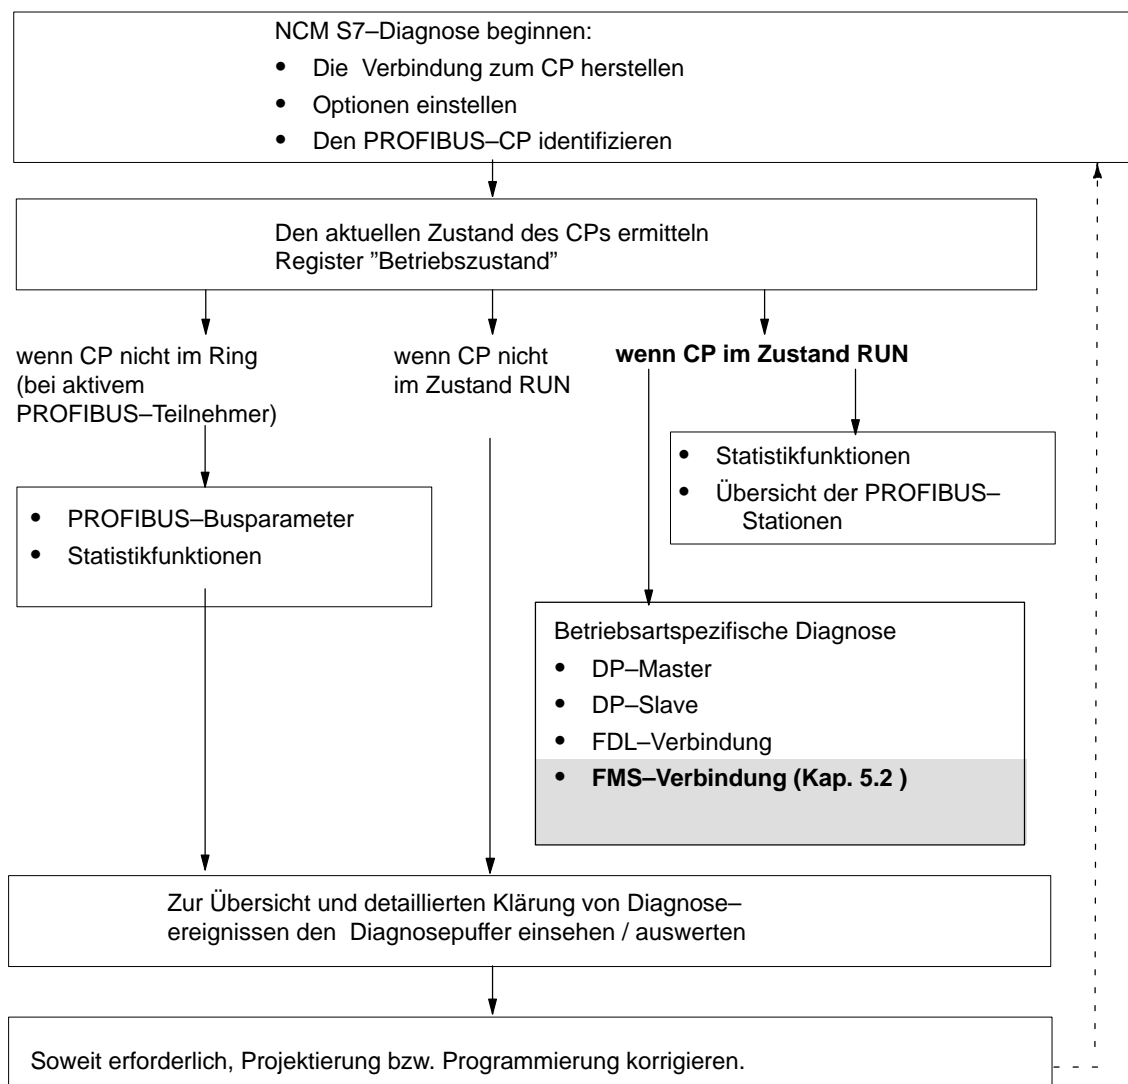 NCM S7–Diagnose beginnen:
• Die Verbindung zum CP herstellen
• Optionen einstellen
• Den PROFIBUS–CP identifizieren
Den aktuellen Zustand des CPs ermitteln
Register ”Betriebszustand”
wenn CP nicht im Ring
(bei aktivem
PROFIBUS–Teilnehmer)
wenn CP nicht
im Zustand RUN
wenn CP im Zustand RUN
• Statistikfunktionen
• Übersicht der PROFIBUS–
Stationen
• PROFIBUS–Busparameter
• Statistikfunktionen
Betriebsartspezifische Diagnose
• DP–Master
• DP–Slave
• FDL–Verbindung
• FMS–Verbindung (Kap. 5.2 )
Zur Übersicht und detaillierten Klärung von Diagnose–
ereignissen den Diagnosepuffer einsehen / auswerten
Soweit erforderlich, Projektierung bzw. Programmierung korrigieren.